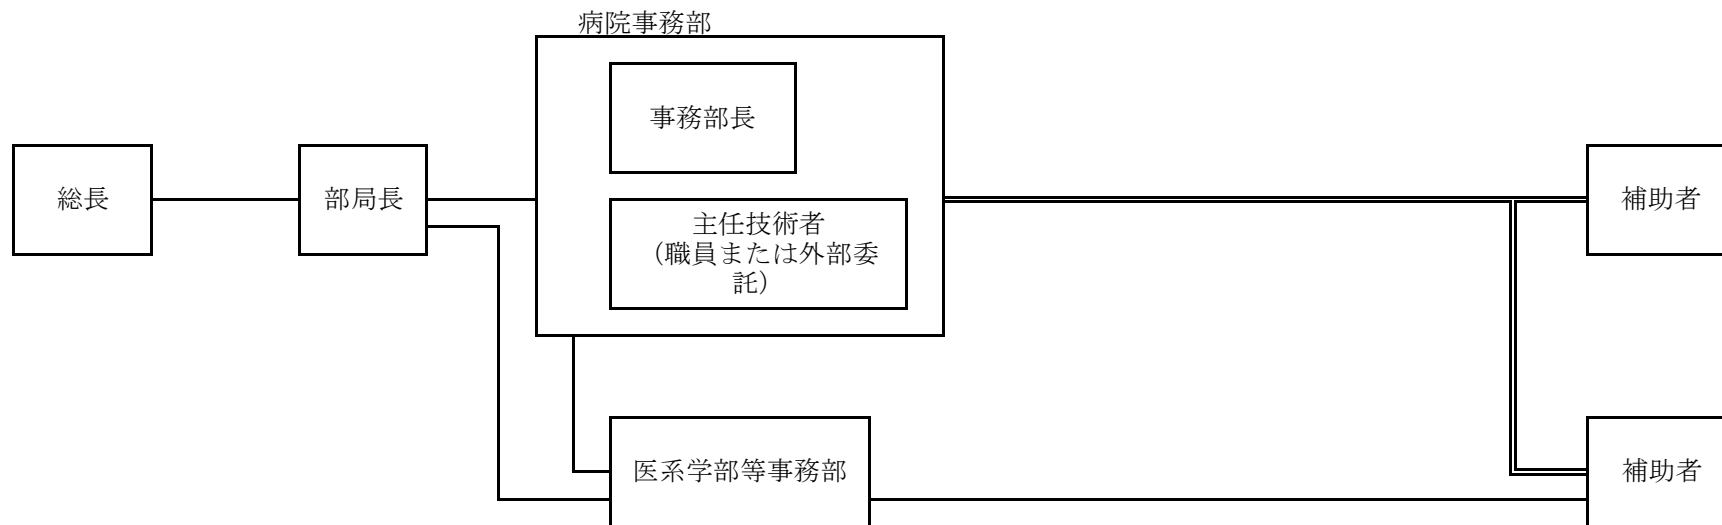 病院事務部
事務部長
総長
部局長
主任技術者
（職員または外部委
託）
補助者
医系学部等事務部
補助者